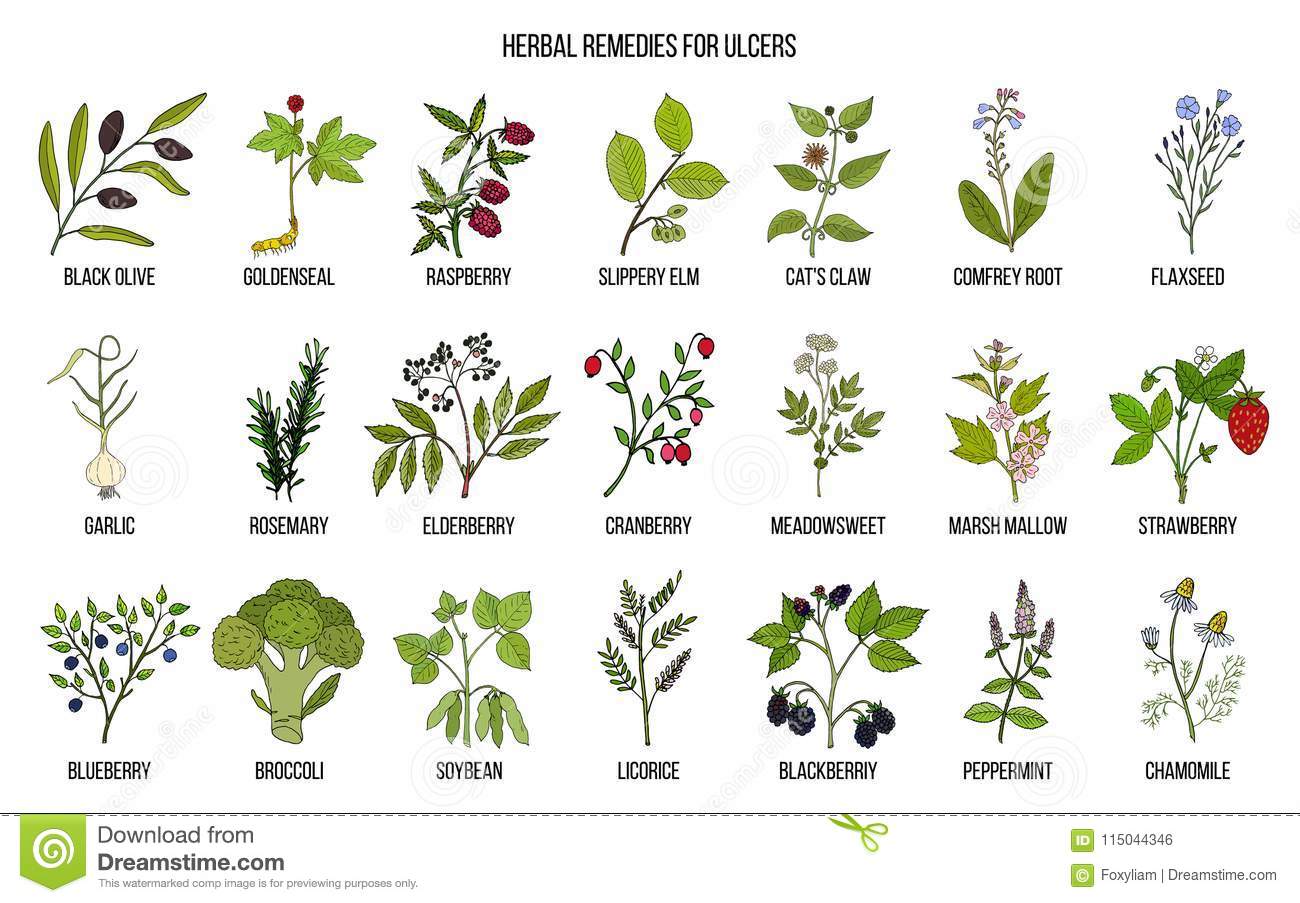 HERBAL REMEDIES FOR ULCERS
BLACK OLIVE GOLDENSEAL RASPBERRY SLIPPERY ELM CAT'S CLAW COMFREY ROOT FLAXSEED
GARLIC ROSEMARY ELDERBERRY CRANBERRY MEADOWSWEET MARSH MALLOW STRAWBERRY
BLUEBERRY BROCCOLI SOYBEAN LICORICE BLACKBERRIY PEPPERMINT CHAMOMILE
Download from
Dreamstime.com
This watermarked comp image is for previewing purposes only.
ID 115044346
© Foxyliam | Dreamstime.com